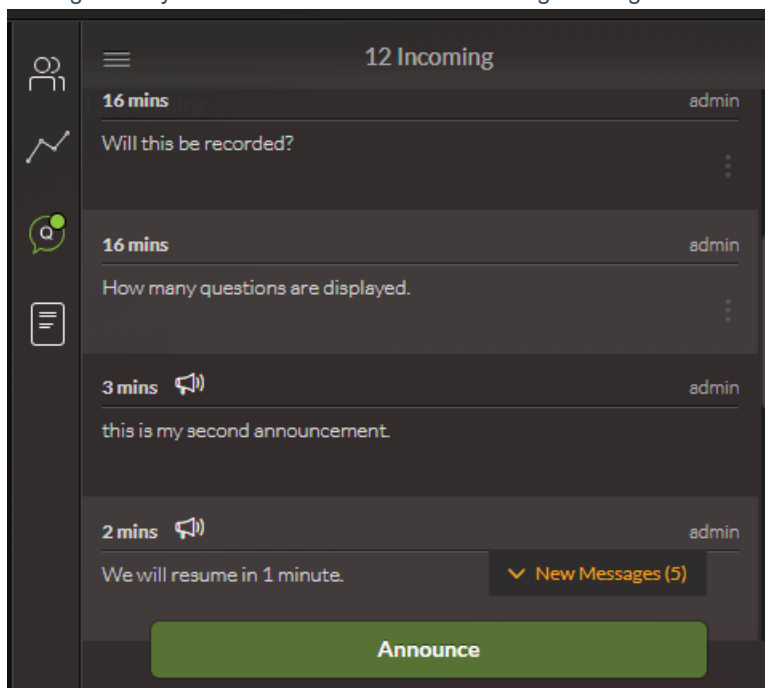 12 Incoming
16 mins admin
Will this be recorded?
Q
16 mins admin
How many questions are displayed.
3 mins admin
this is my second announcement.
2 mins admin
We will resume in 1 minute.
New Messages (5)
Announce